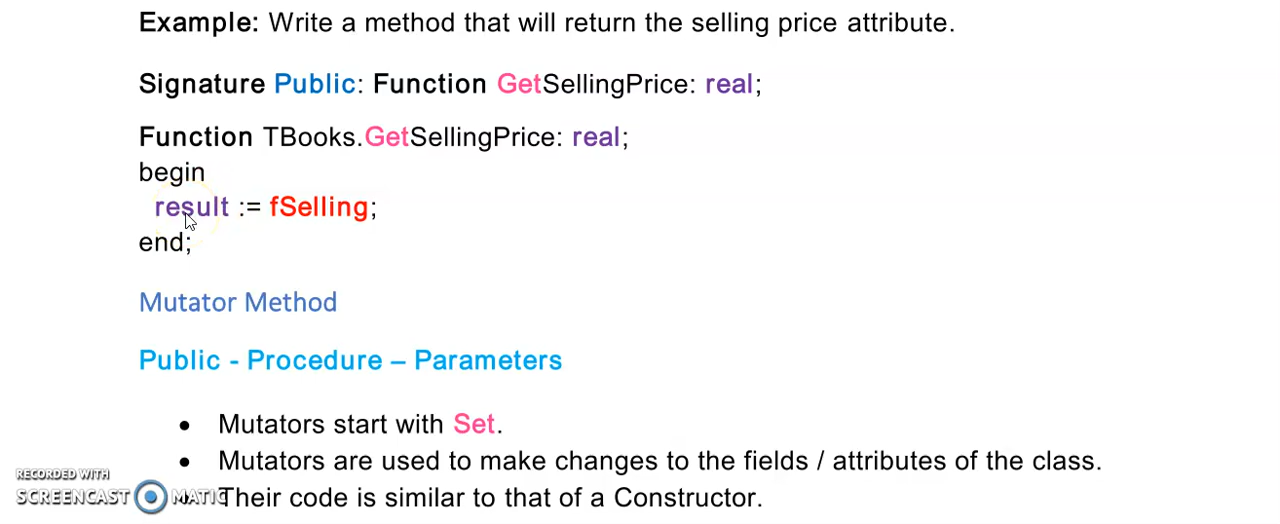 Example: Write a method that will return the selling price attribute.
Signature Public: Function GetSellingPrice: real;
Function TBooks.GetSellingPrice: real;
begin
result := fSelling;
end;
Mutator Method
Public - Procedure – Parameters
• Mutators start with Set.
• Mutators are used to make changes to the fields / attributes of the class.
RECORDED WITH
SCREENCAST MATIC
Their code is similar to that of a Constructor.